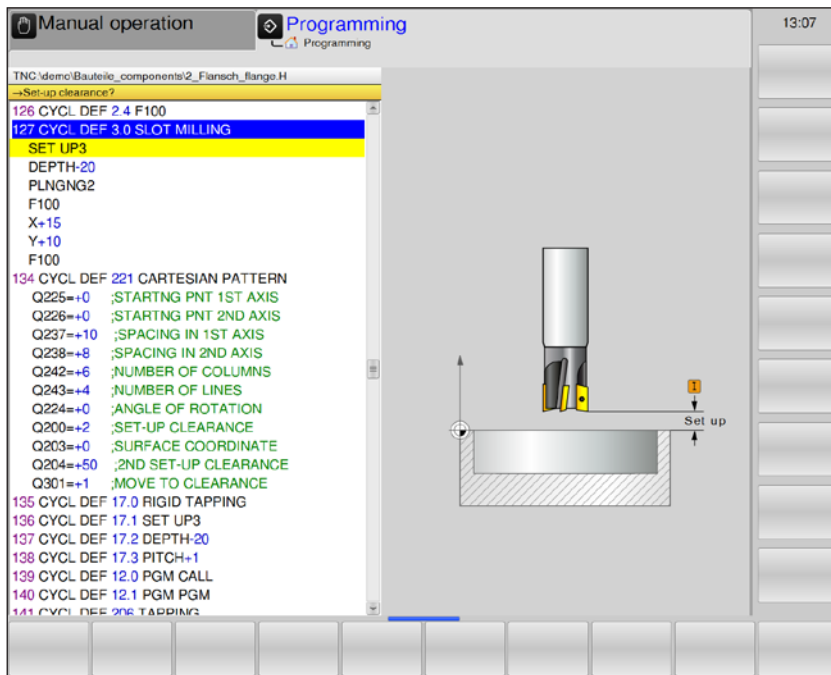 Manual operation
Programming
Programming
13:07
TNC:\demo\Bauteile_components\2_Flansch_flange.H
→Set-up clearance?
126 CYCL DEF 2.4 F100
127 CYCL DEF 3.0 SLOT MILLING
SET UP3
DEPTH-20
PLNGNG2
F100
X+15
Y+10
F100
134 CYCL DEF 221 CARTESIAN PATTERN
Q225=+0 ;STARTNG PNT 1ST AXIS
Q226=+0 ;STARTNG PNT 2ND AXIS
Q237=+10 ;SPACING IN 1ST AXIS
Q238=+8 ;SPACING IN 2ND AXIS
Q242=+6 ;NUMBER OF COLUMNS
Q243=+4 ;NUMBER OF LINES
Q224=+0 ;ANGLE OF ROTATION
Q200=+2 ;SET-UP CLEARANCE
Q203=+0 ;SURFACE COORDINATE
Q204=+50 ;2ND SET-UP CLEARANCE
Q301=+1 ;MOVE TO CLEARANCE
135 CYCL DEF 17.0 RIGID TAPPING
136 CYCL DEF 17.1 SET UP3
137 CYCL DEF 17.2 DEPTH-20
138 CYCL DEF 17.3 PITCH+1
139 CYCL DEF 12.0 PGM CALL
140 CYCL DEF 12.1 PGM PGM
141 CYCL DEF 206 TAPPING
I
Set up